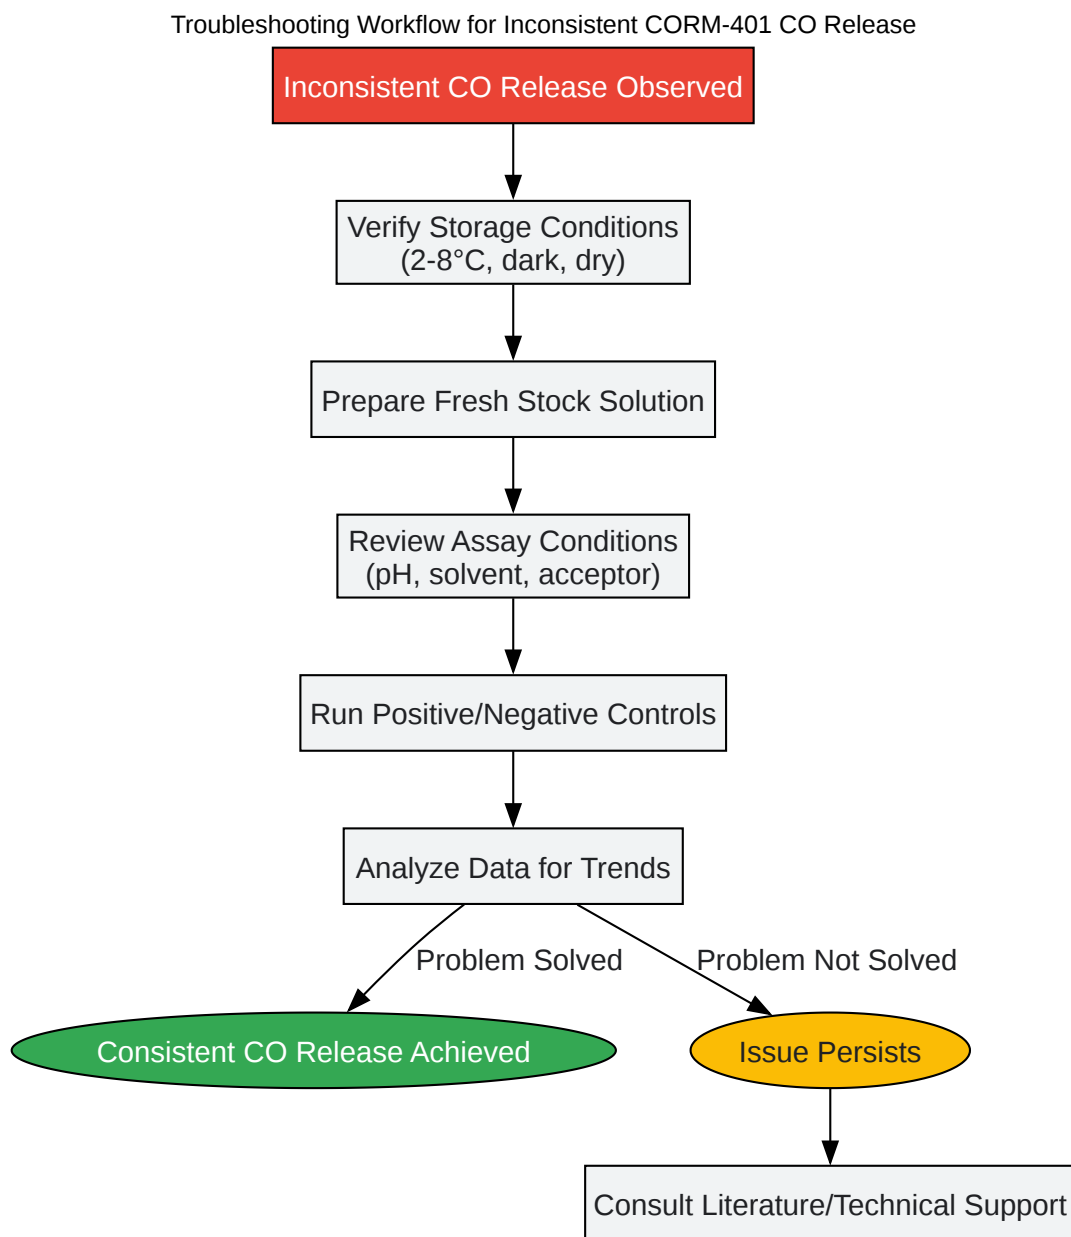 Troubleshooting Workflow for Inconsistent CORM-401 CO Release
Inconsistent CO Release Observed
Verify Storage Conditions
(2-8°C, dark, dry)
Prepare Fresh Stock Solution
Review Assay Conditions
(pH, solvent, acceptor)
Run Positive/Negative Controls
Analyze Data for Trends
Problem Solved
Problem Not Solved
Consistent CO Release Achieved
Issue Persists
Consult Literature/Technical Support